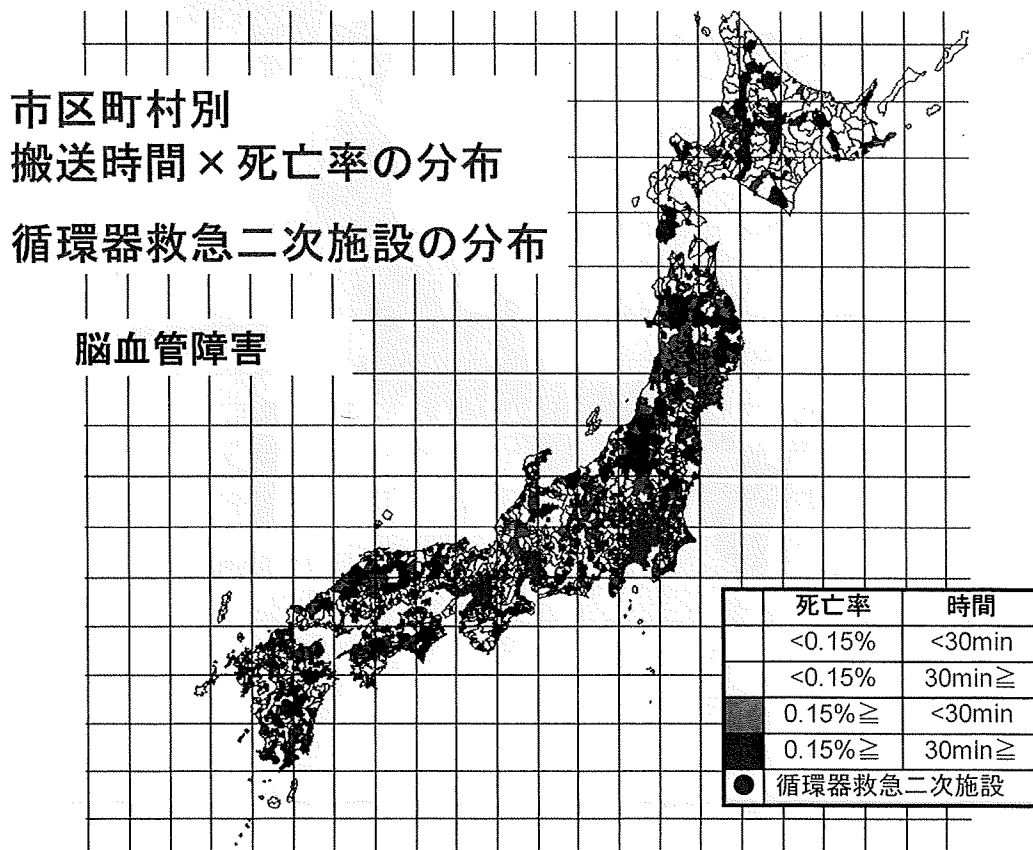 市区町村別
搬送時間×死亡率の分布
循環器救急二次施設の分布
脳血管障害
死亡率 時間
<0.15% <30min
<0.15% 30min≧
0.15%≧ <30min
0.15%≧ 30min≥
循環器救急二次施設